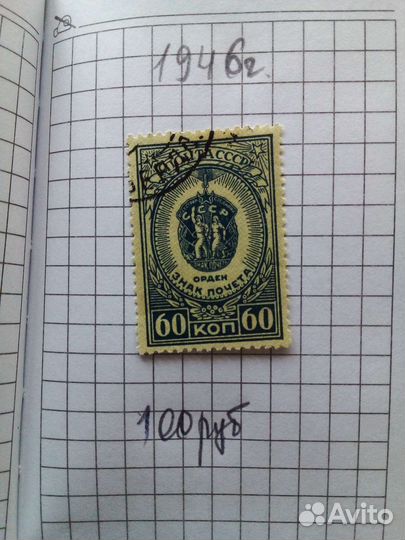 1946г.
ПОЧТА СССР
СССР
ОРДЕН
ЗНАК ПОЧЕТА
60 КОП 60
100 руб
Avito